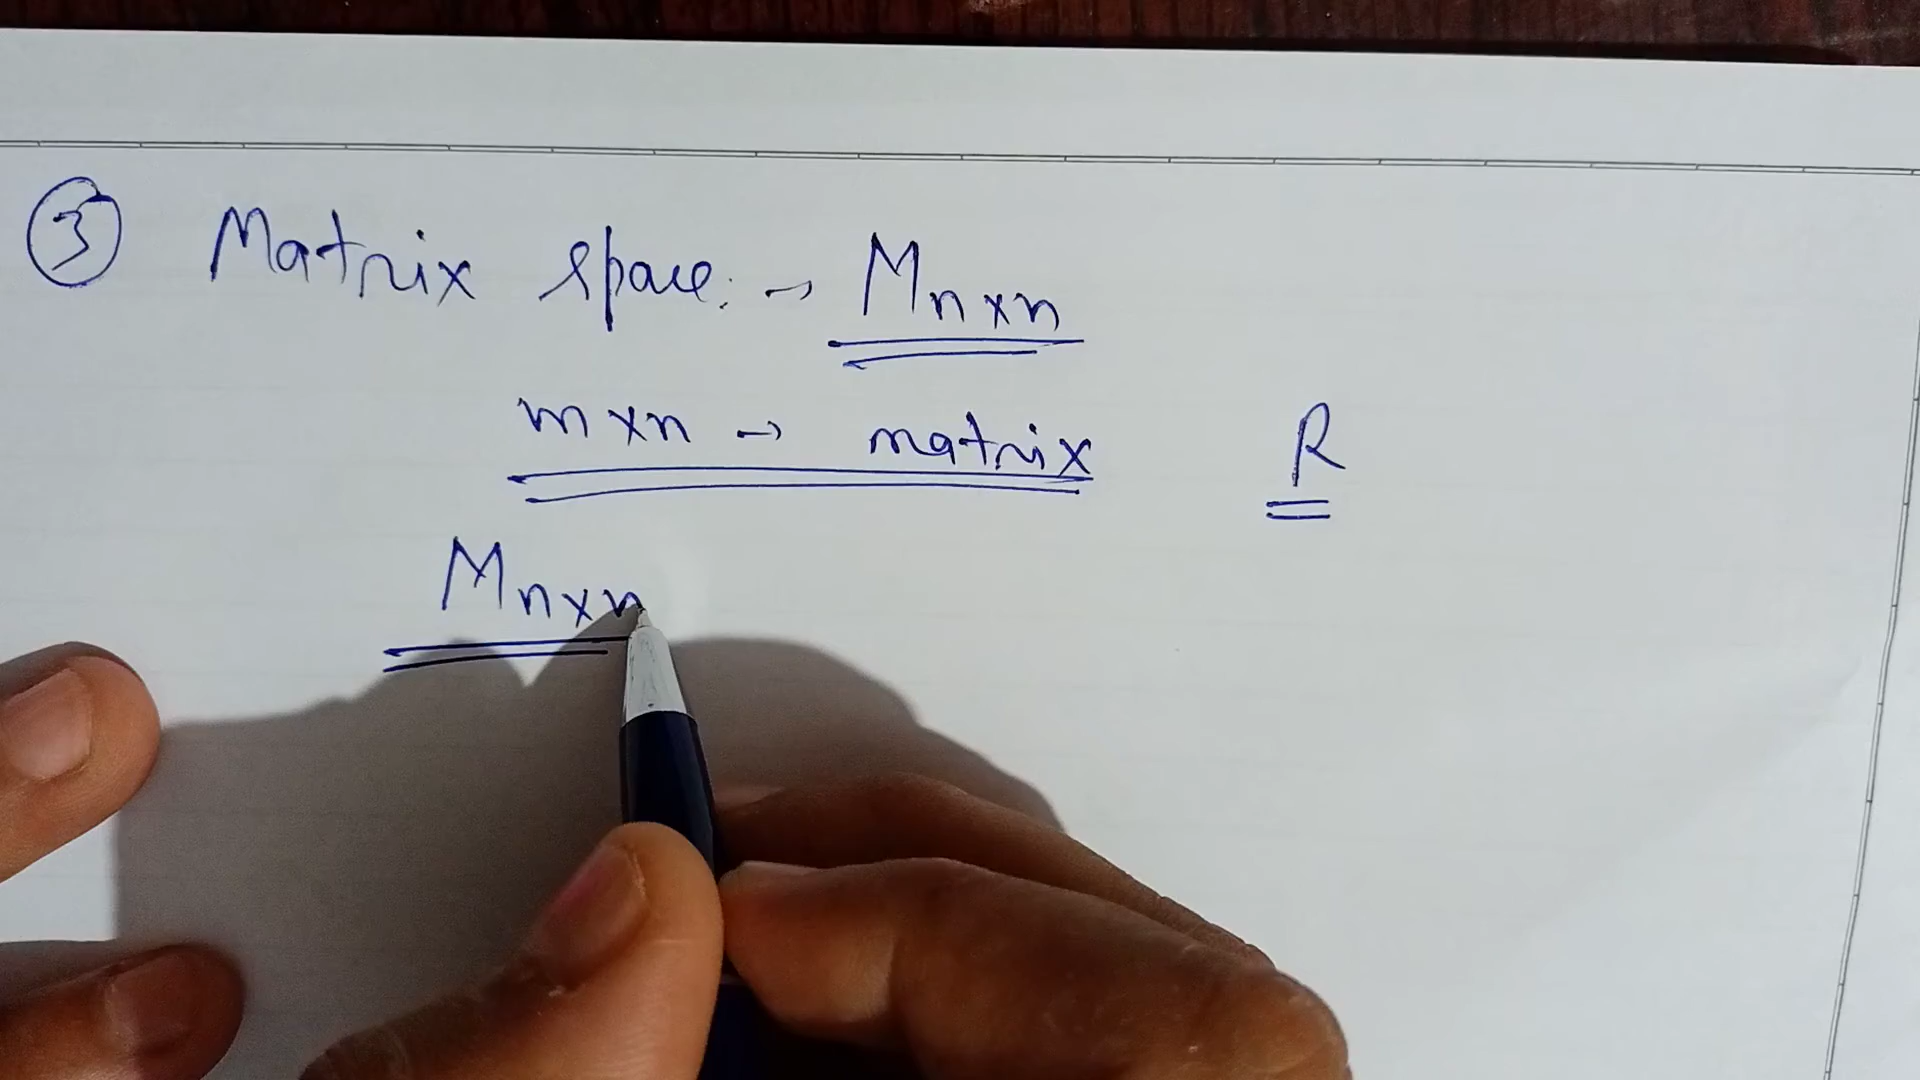 ③ Matrix space: → Mn×n
m×n → matrix R
Mn×n